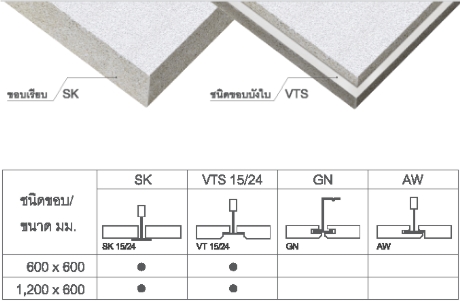 ขอบเรียบ SK ชนิดขอบบังใบ VTS
ชนิดขอบ/
ขนาด มม.
SK VTS 15/24 GN AW
SK 15/24 VT 15/24 GN AW
600 x 600 ● ●
1,200 x 600 ● ●